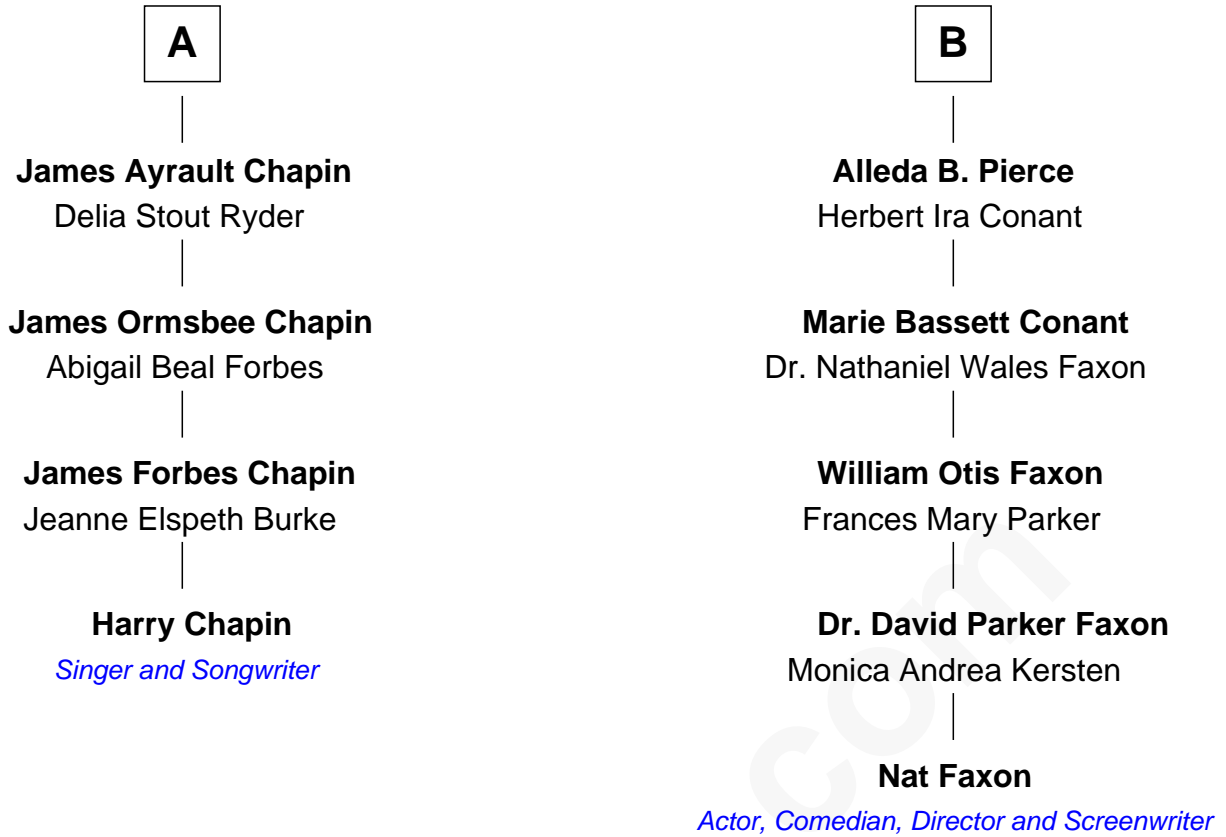 A
James Ayrault Chapin
Delia Stout Ryder
James Ormsbee Chapin
Abigail Beal Forbes
James Forbes Chapin
Jeanne Elspeth Burke
Harry Chapin
Singer and Songwriter
B
Alleda B. Pierce
Herbert Ira Conant
Marie Bassett Conant
Dr. Nathaniel Wales Faxon
William Otis Faxon
Frances Mary Parker
Dr. David Parker Faxon
Monica Andrea Kersten
Nat Faxon
Actor, Comedian, Director and Screenwriter
com